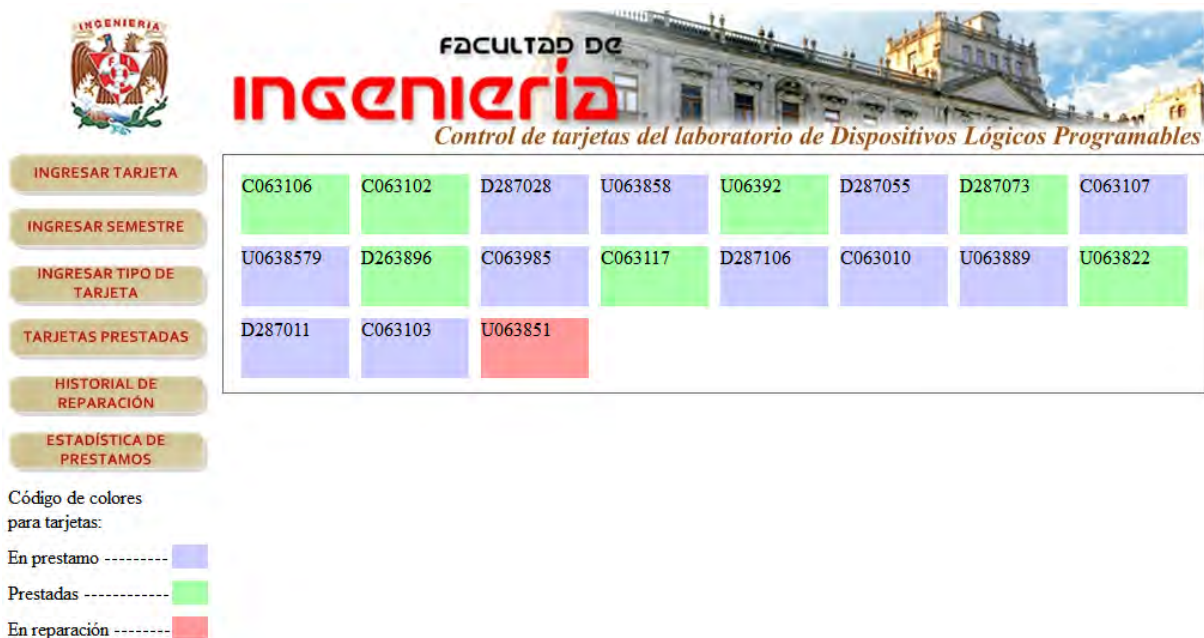 INGENIERIA
FACULTAD DE
INGENIERÍA
Control de tarjetas del laboratorio de Dispositivos Lógicos Programables
INGRESAR TARJETA
INGRESAR SEMESTRE
INGRESAR TIPO DE
TARJETA
TARJETAS PRESTADAS
HISTORIAL DE
REPARACIÓN
ESTADÍSTICA DE
PRESTAMOS
Código de colores
para tarjetas:
En prestamo ---------
Prestadas ------------
En reparación --------
C063106 C063102 D287028 U063858 U06392 D287055 D287073 C063107
U0638579 D263896 C063985 C063117 D287106 C063010 U063889 U063822
D287011 C063103 U063851